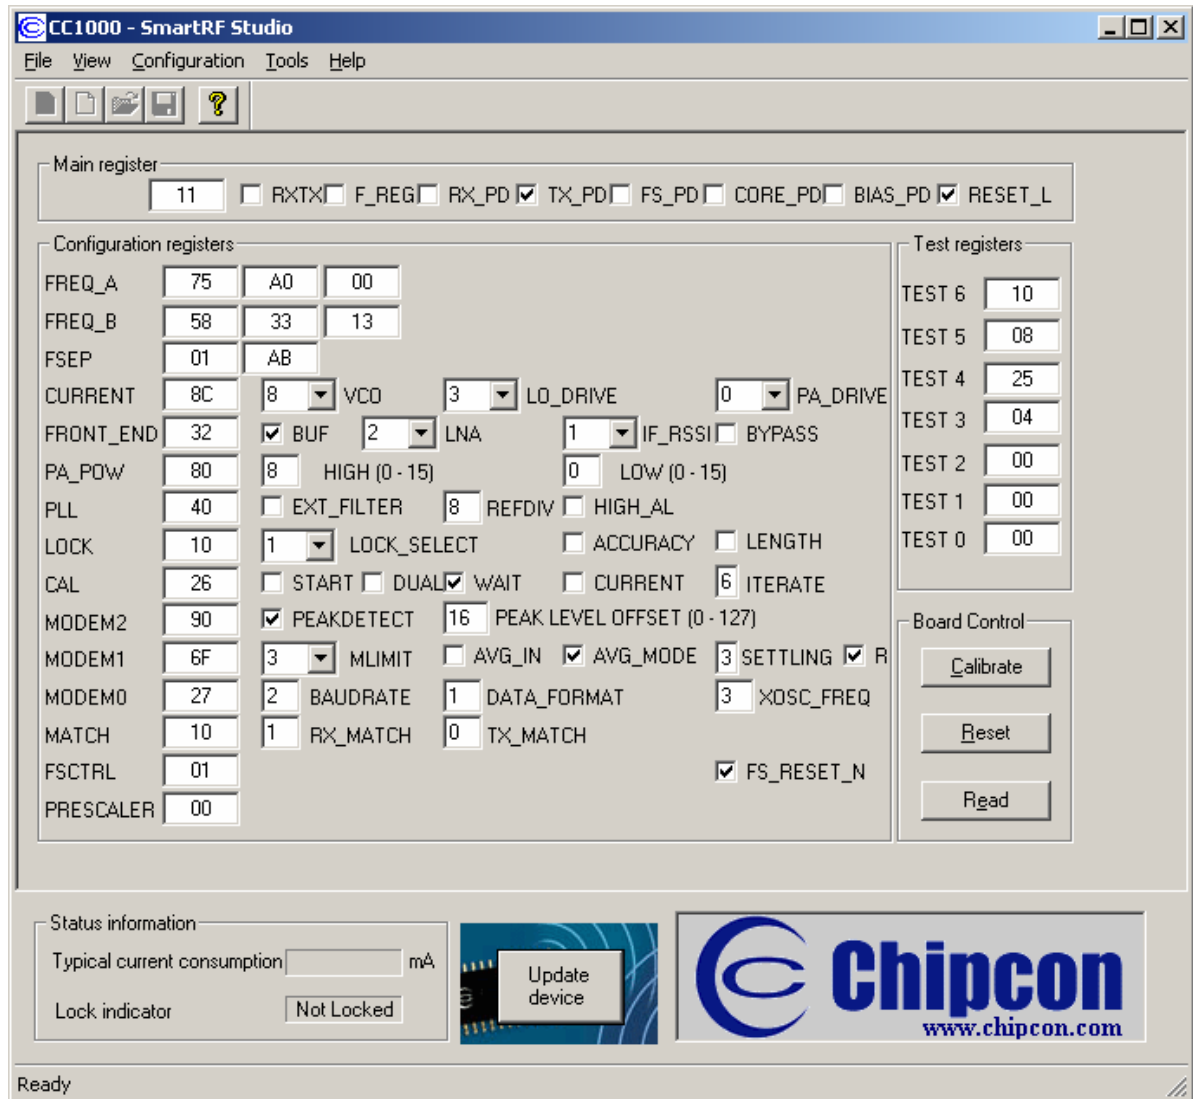 CC1000 - SmartRF Studio
File View Configuration Tools Help
Main register
11 RXTX F_REG RX_PD TX_PD FS_PD CORE_PD BIAS_PD RESET_L
Configuration registers
FREQ_A 75 A0 00
FREQ_B 58 33 13
FSEP 01 AB
CURRENT 8C 8 VCO 3 LO_DRIVE 0 PA_DRIVE
FRONT_END 32 BUF 2 LNA 1 IF_RSSI BYPASS
PA_POW 80 8 HIGH (0 - 15) 0 LOW (0 - 15)
PLL 40 EXT_FILTER 8 REFDIV HIGH_AL
LOCK 10 1 LOCK_SELECT ACCURACY LENGTH
CAL 26 START DUAL WAIT CURRENT 6 ITERATE
MODEM2 90 PEAKDETECT 16 PEAK LEVEL OFFSET (0 - 127)
MODEM1 6F 3 MLIMIT AVG_IN AVG_MODE 3 SETTLING R
MODEM0 27 2 BAUDRATE 1 DATA_FORMAT 3 XOSC_FREQ
MATCH 10 1 RX_MATCH 0 TX_MATCH
FSCTRL 01 FS_RESET_N
PRESCALER 00
Test registers
TEST 6 10
TEST 5 08
TEST 4 25
TEST 3 04
TEST 2 00
TEST 1 00
TEST 0 00
Board Control
Calibrate
Reset
Read
Status information
Typical current consumption mA
Lock indicator Not Locked
Update
device
Chipcon
www.chipcon.com
Ready